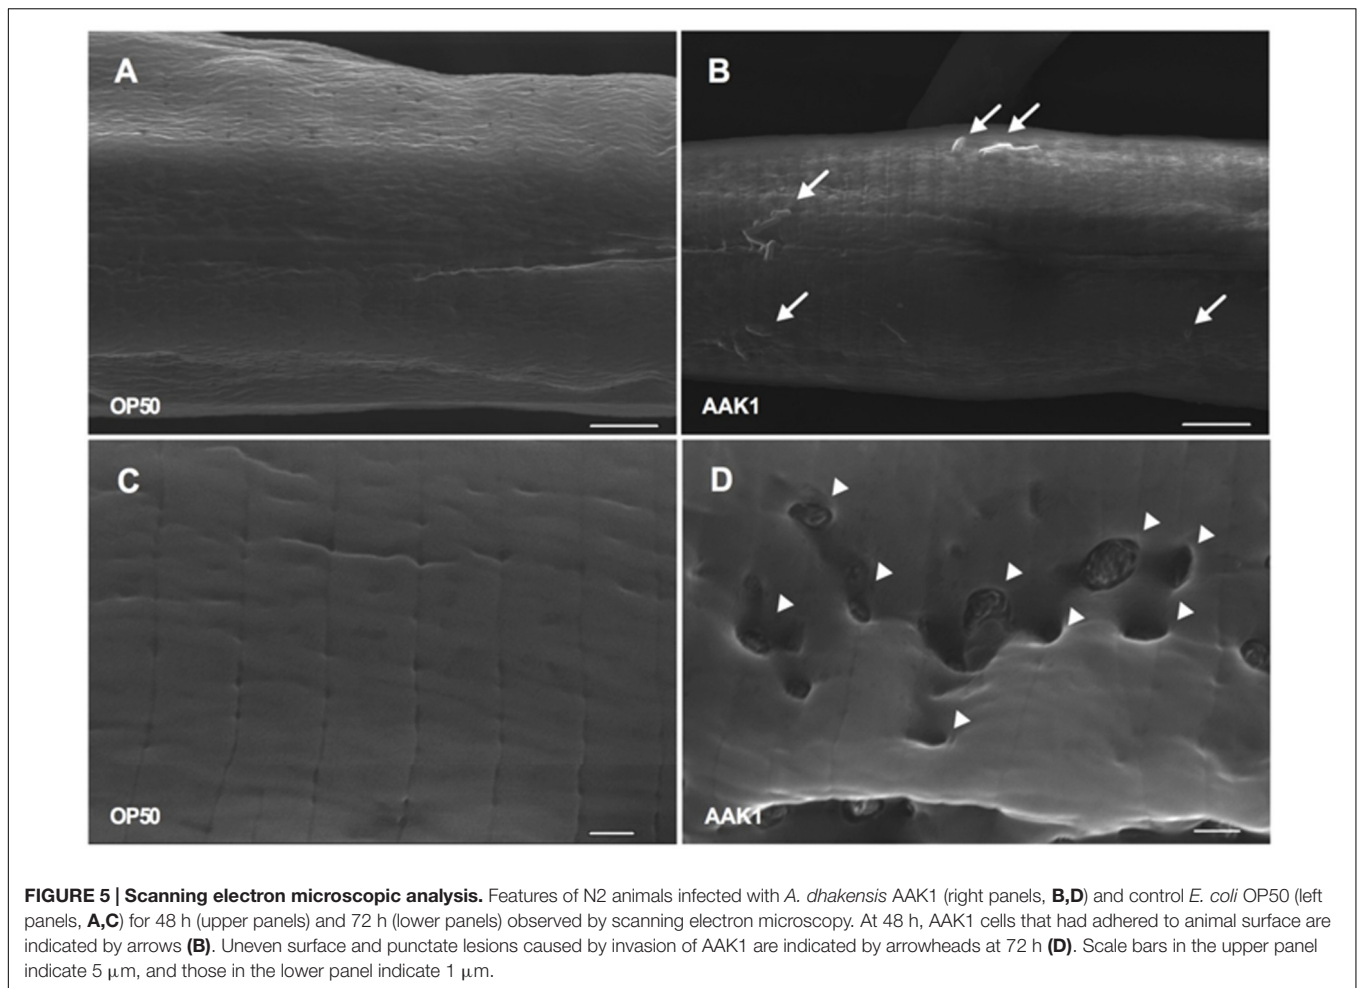 A
B
OP50
AAK1
C
D
OP50
AAK1
FIGURE 5 | Scanning electron microscopic analysis. Features of N2 animals infected with A. dhakensis AAK1 (right panels, B,D) and control E. coli OP50 (left
panels, A,C) for 48 h (upper panels) and 72 h (lower panels) observed by scanning electron microscopy. At 48 h, AAK1 cells that had adhered to animal surface are
indicated by arrows (B). Uneven surface and punctate lesions caused by invasion of AAK1 are indicated by arrowheads at 72 h (D). Scale bars in the upper panel
indicate 5 μm, and those in the lower panel indicate 1 μm.